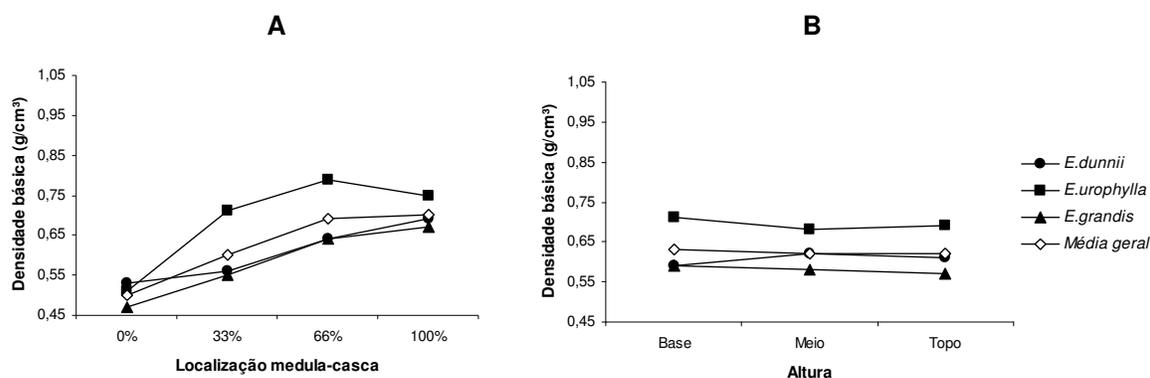 A
Densidade básica (g/cm³)
1,05
0,95
0,85
0,75
0,65
0,55
0,45
0%
33%
66%
100%
Localização medula-casca
B
Densidade básica (g/cm³)
1,05
0,95
0,85
0,75
0,65
0,55
0,45
Base
Meio
Topo
Altura
E.dunnii
E.urophylla
E.grandis
Média geral